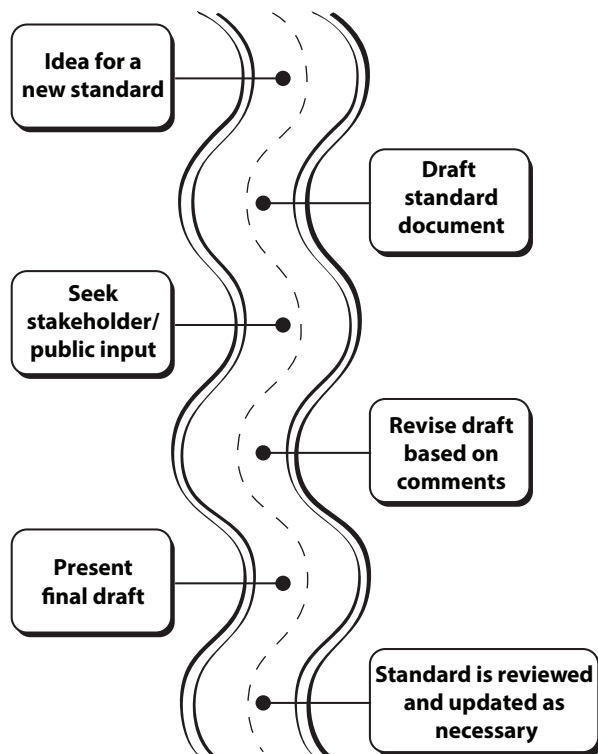 Idea for a
new standard
Draft
standard
document
Seek
stakeholder/
public input
Revise draft
based on
comments
Present
final draft
Standard is reviewed
and updated as
necessary